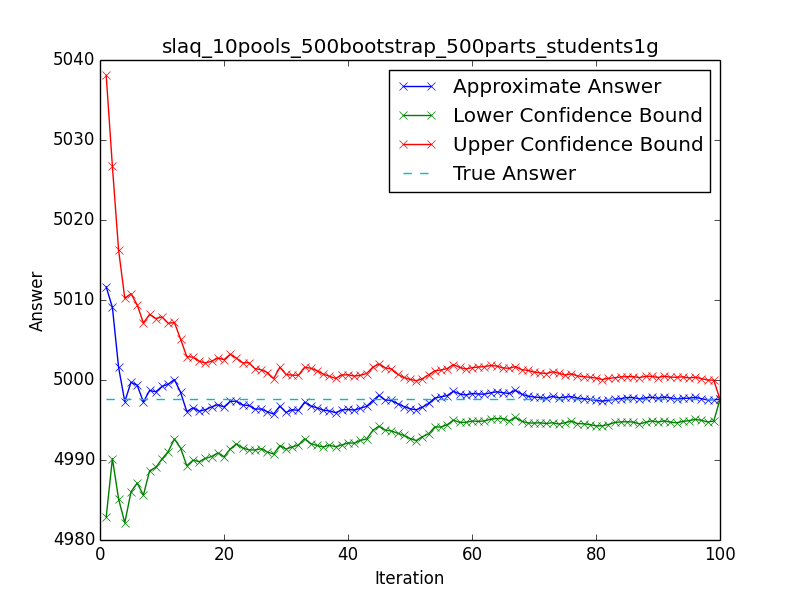 slaq_10pools_500bootstrap_500parts_students1g
5040
5030
5020
5010
5000
4990
4980
Answer
Approximate Answer
Lower Confidence Bound
Upper Confidence Bound
True Answer
0 20 40 60 80 100
Iteration